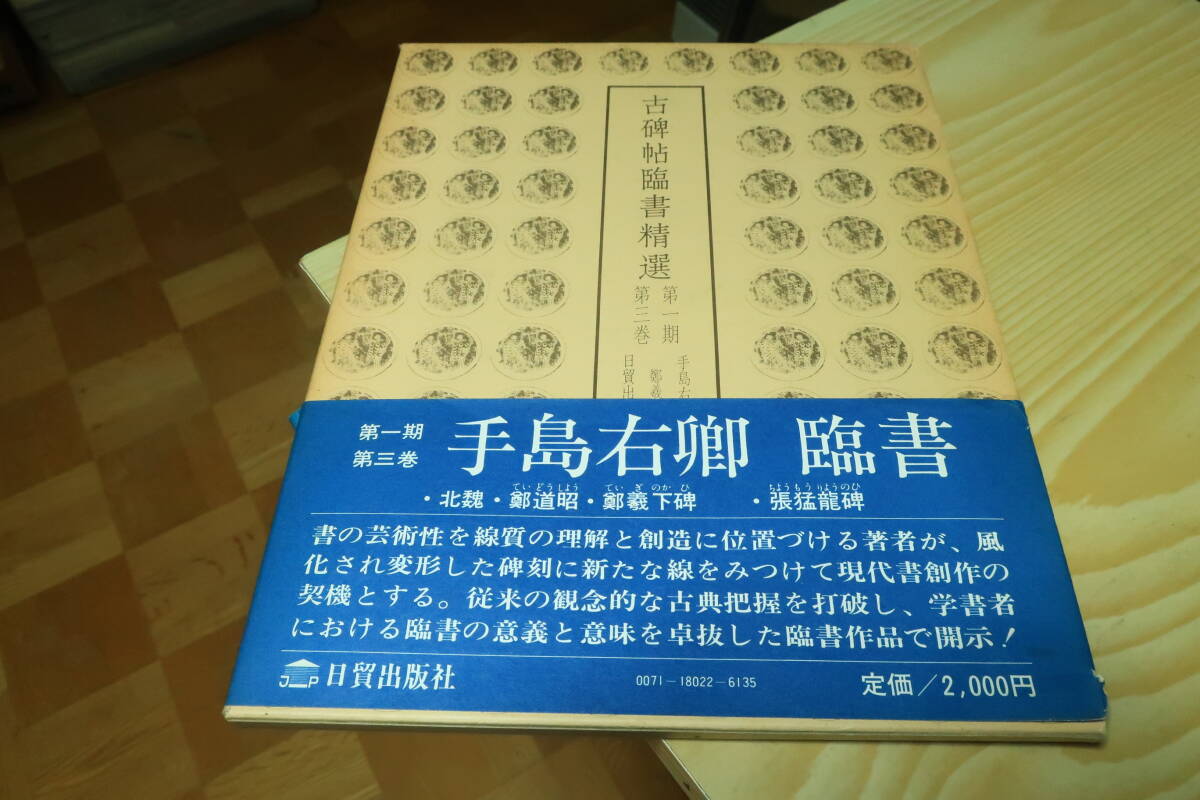 古碑帖臨書精選
第一期
第三巻
手島右
鄭羲
日貿出
第一期
第三巻
手島右卿 臨書
・北魏・鄭道昭・鄭羲下碑 ・張猛龍碑
ていどうしよう ていぎのかひ ちようもうりようのひ
書の芸術性を線質の理解と創造に位置づける著者が、風
化され変形した碑刻に新たな線をみつけて現代書創作の
契機とする。従来の観念的な古典把握を打破し、学書者
における臨書の意義と意味を卓抜した臨書作品で開示!
JP 日貿出版社
0071-18022-6135
定価/2,000円